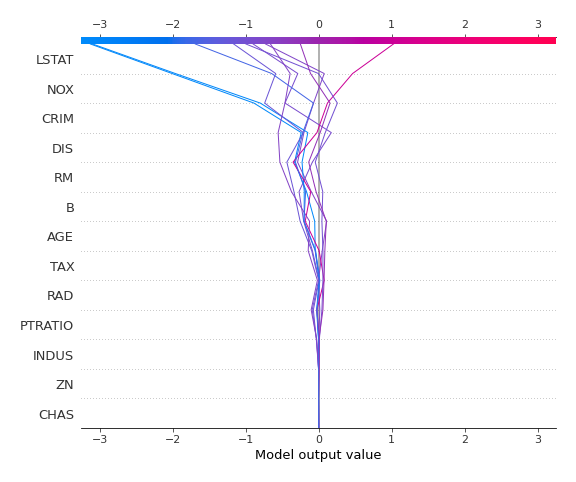 −3 −2 −1 0 1 2 3
LSTAT
NOX
CRIM
DIS
RM
B
AGE
TAX
RAD
PTRATIO
INDUS
ZN
CHAS
−3 −2 −1 0 1 2 3
Model output value